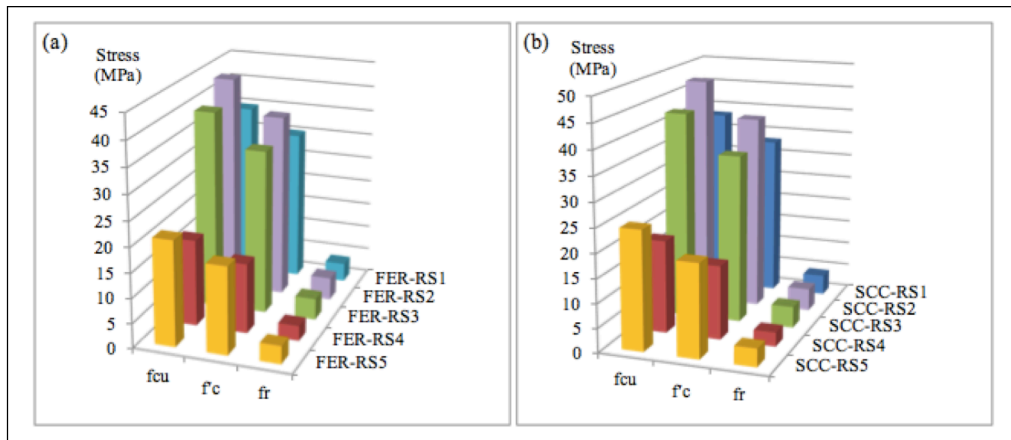 (a)
Stress
(MPa)
45
40
35
30
25
20
15
10
5
0
fcu
f'c
fr
FER-RS1
FER-RS2
FER-RS3
FER-RS4
FER-RS5
(b)
Stress
(MPa)
50
45
40
35
30
25
20
15
10
5
0
fcu
f'c
fr
SCC-RS1
SCC-RS2
SCC-RS3
SCC-RS4
SCC-RS5